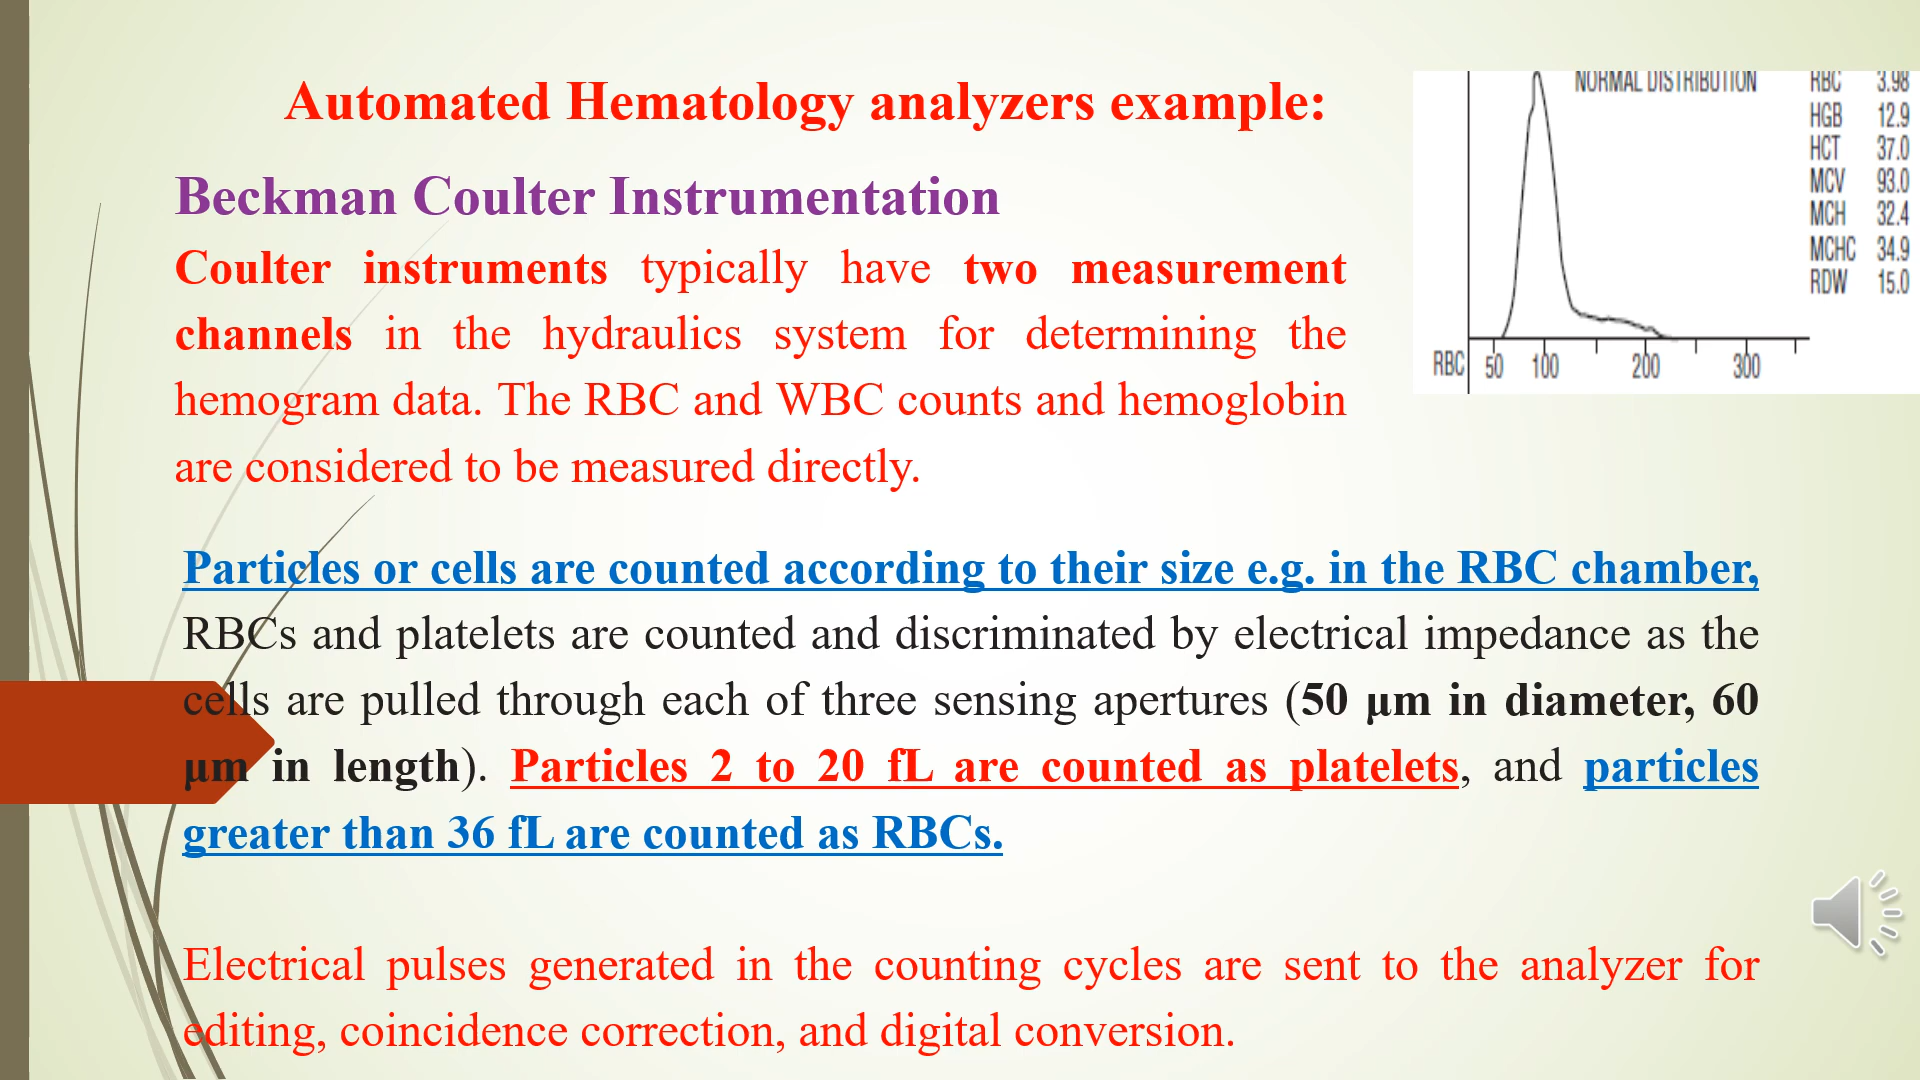 Automated Hematology analyzers example:
Beckman Coulter Instrumentation
Coulter instruments typically have two measurement
channels in the hydraulics system for determining the
hemogram data. The RBC and WBC counts and hemoglobin
are considered to be measured directly.
NORMAL DISTRIBUTION
RBC 3.98
HGB 12.9
HCT 37.0
MCV 93.0
MCH 32.4
MCHC 34.9
RDW 15.0
RBC 50 100 200 300
Particles or cells are counted according to their size e.g. in the RBC chamber,
RBCs and platelets are counted and discriminated by electrical impedance as the
cells are pulled through each of three sensing apertures (50 μm in diameter, 60
μm in length). Particles 2 to 20 fL are counted as platelets, and particles
greater than 36 fL are counted as RBCs.
Electrical pulses generated in the counting cycles are sent to the analyzer for
editing, coincidence correction, and digital conversion.